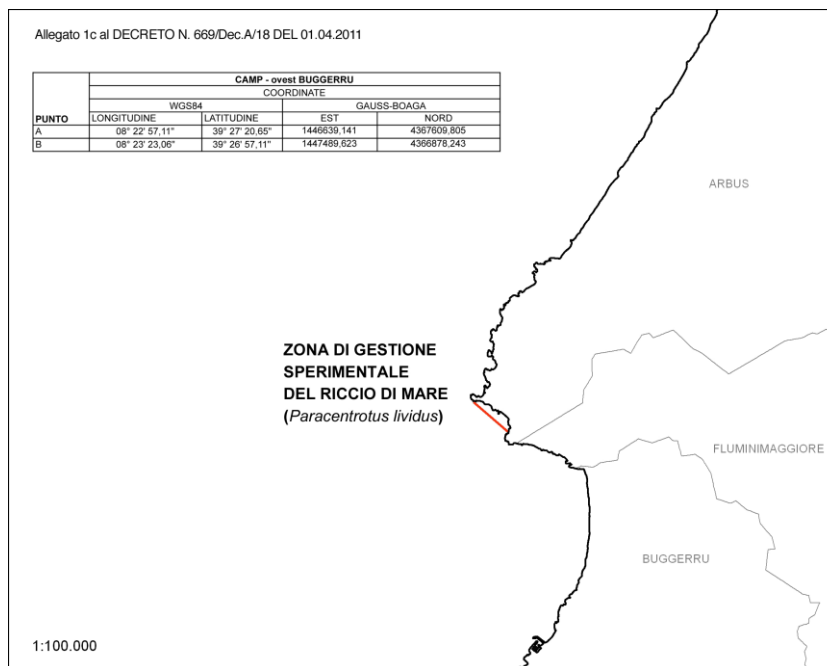 Allegato 1c al DECRETO N. 669/Dec.A/18 DEL 01.04.2011
CAMP - ovest BUGGERRU
COORDINATE
WGS84 GAUSS-BOAGA
PUNTO LONGITUDINE LATITUDINE EST NORD
A 08° 22' 57,11" 39° 27' 20,65" 1446639,141 4367609,805
B 08° 23' 23,06" 39° 26' 57,11" 1447489,623 4366878,243
ARBUS
ZONA DI GESTIONE
SPERIMENTALE
DEL RICCIO DI MARE
(Paracentrotus lividus)
FLUMINIMAGGIORE
BUGGERRU
1:100.000